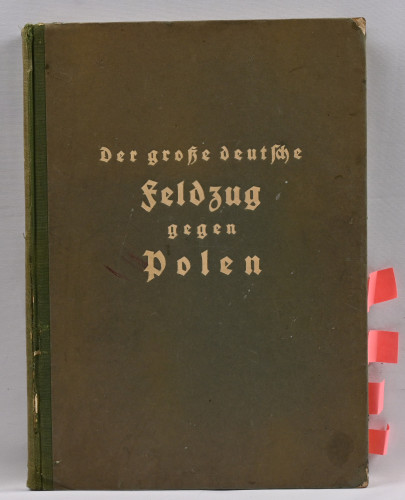 Der große deutsche
Feldzug
gegen
Polen